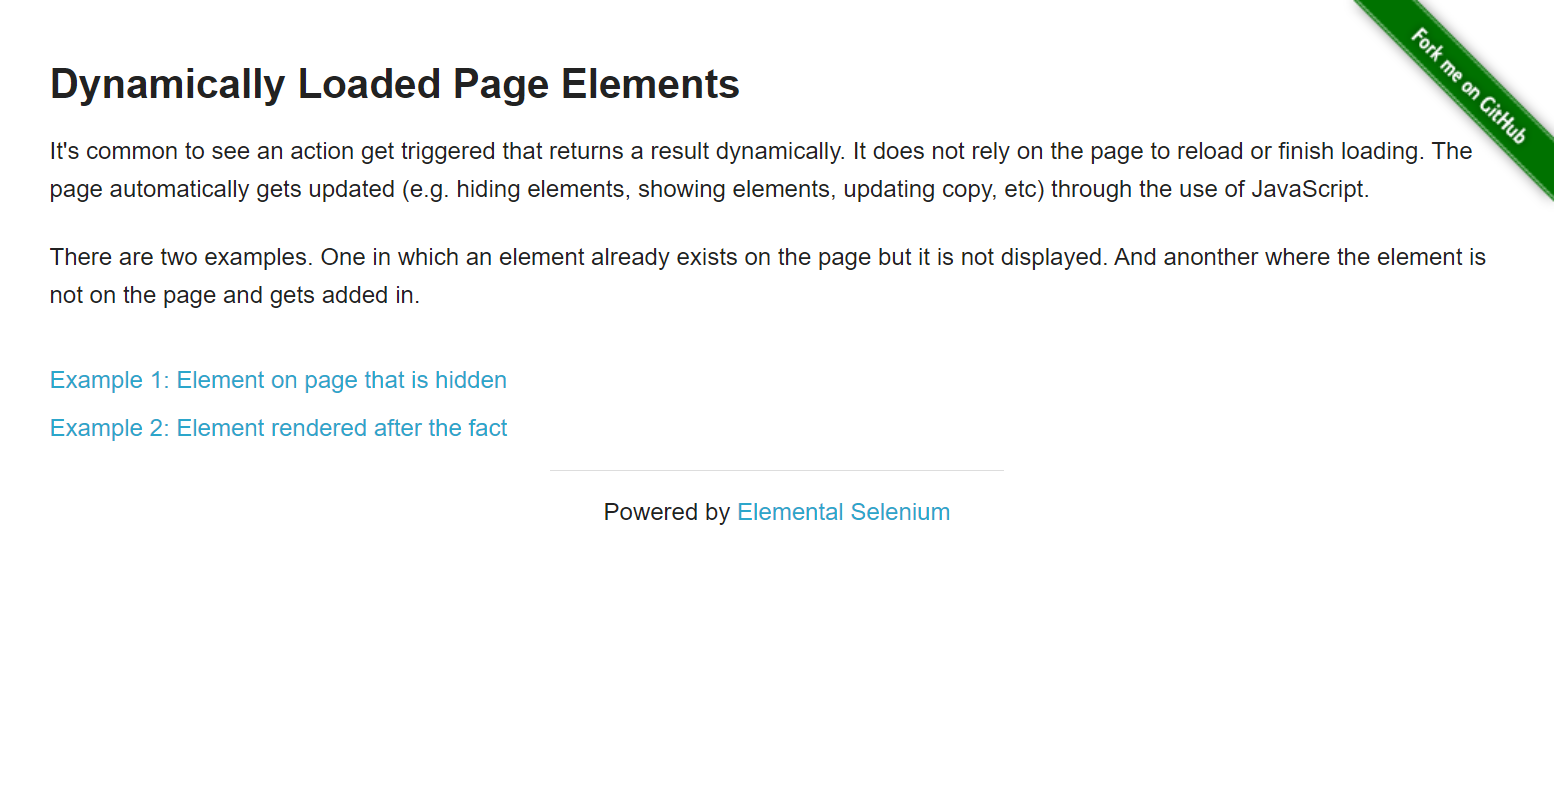 Fork me on GitHub
Dynamically Loaded Page Elements
It's common to see an action get triggered that returns a result dynamically. It does not rely on the page to reload or finish loading. The
page automatically gets updated (e.g. hiding elements, showing elements, updating copy, etc) through the use of JavaScript.
There are two examples. One in which an element already exists on the page but it is not displayed. And anonther where the element is
not on the page and gets added in.
Example 1: Element on page that is hidden
Example 2: Element rendered after the fact
Powered by Elemental Selenium